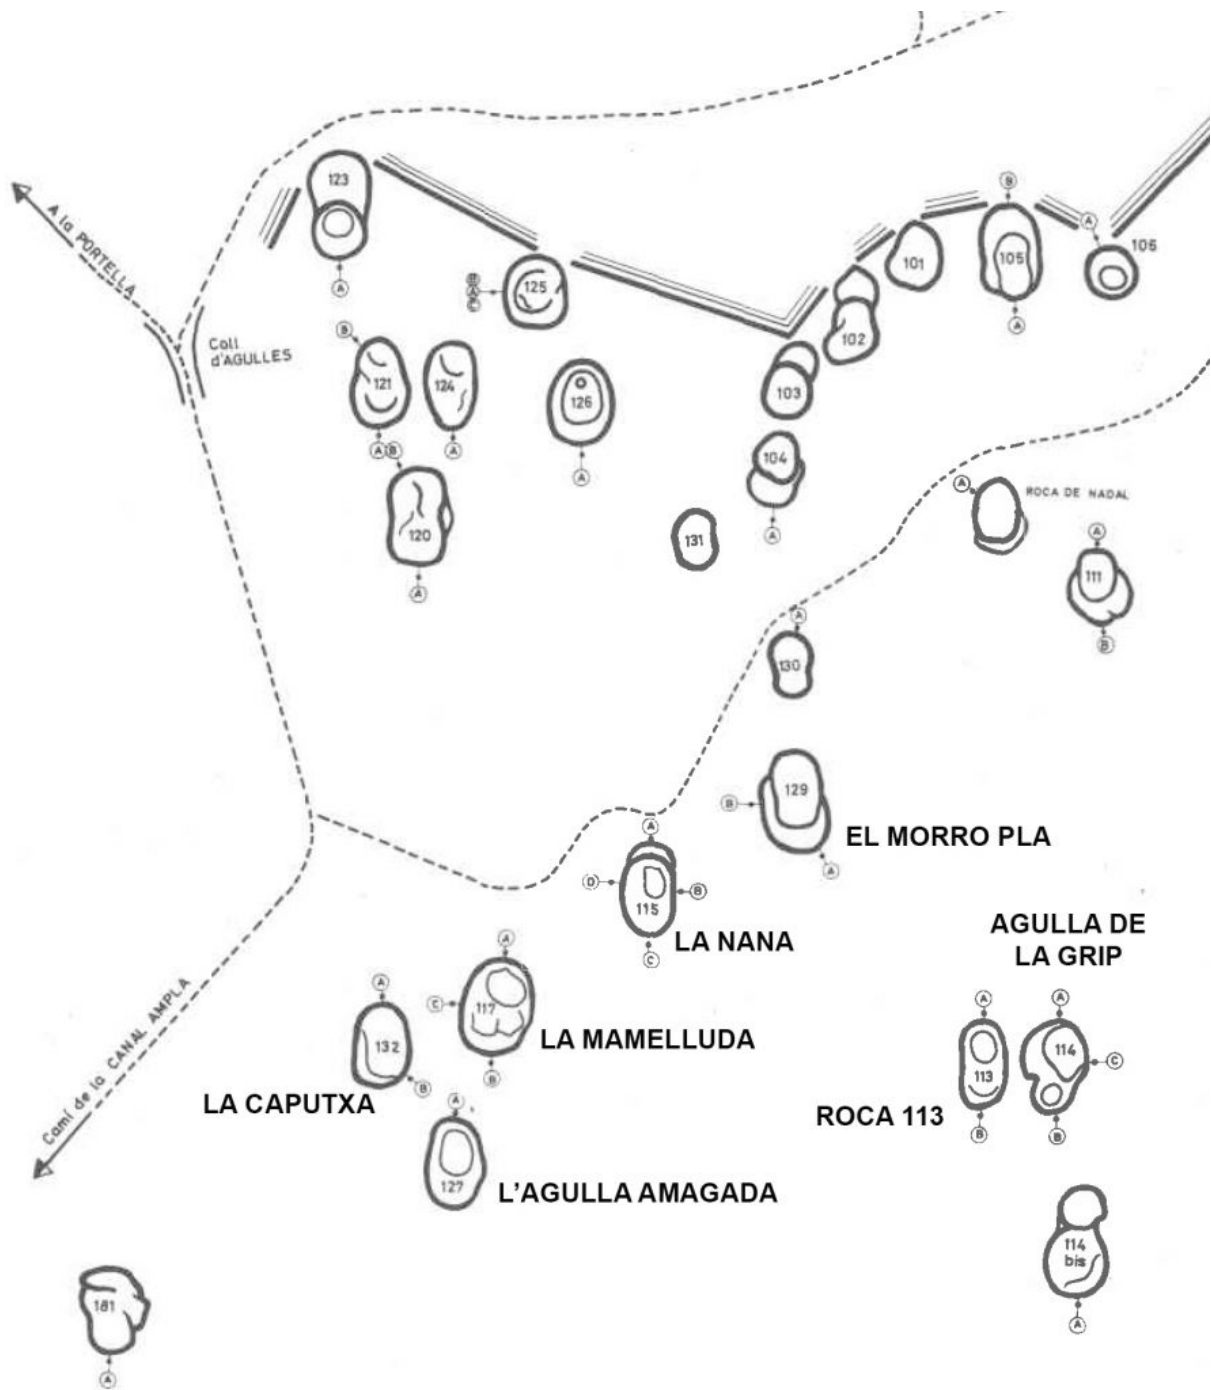 123
A
A la PORTELLA
Coll
d'AGULLES
B
A
C
125
B
121
A
124
A
126
A
B
120
A
131
101
102
103
104
A
B
105
A
A
106
A
ROCA DE NADAL
A
111
B
A
130
B
129
A
EL MORRO PLA
A
D
B
115
C
LA NANA
AGULLA DE
LA GRIP
A
C
117
B
LA MAMELLUDA
A
132
B
LA CAPUTXA
A
127
L'AGULLA AMAGADA
A
113
B
ROCA 113
A
114
C
B
114
bis
A
Camí de la CANAL AMPLA
181
A